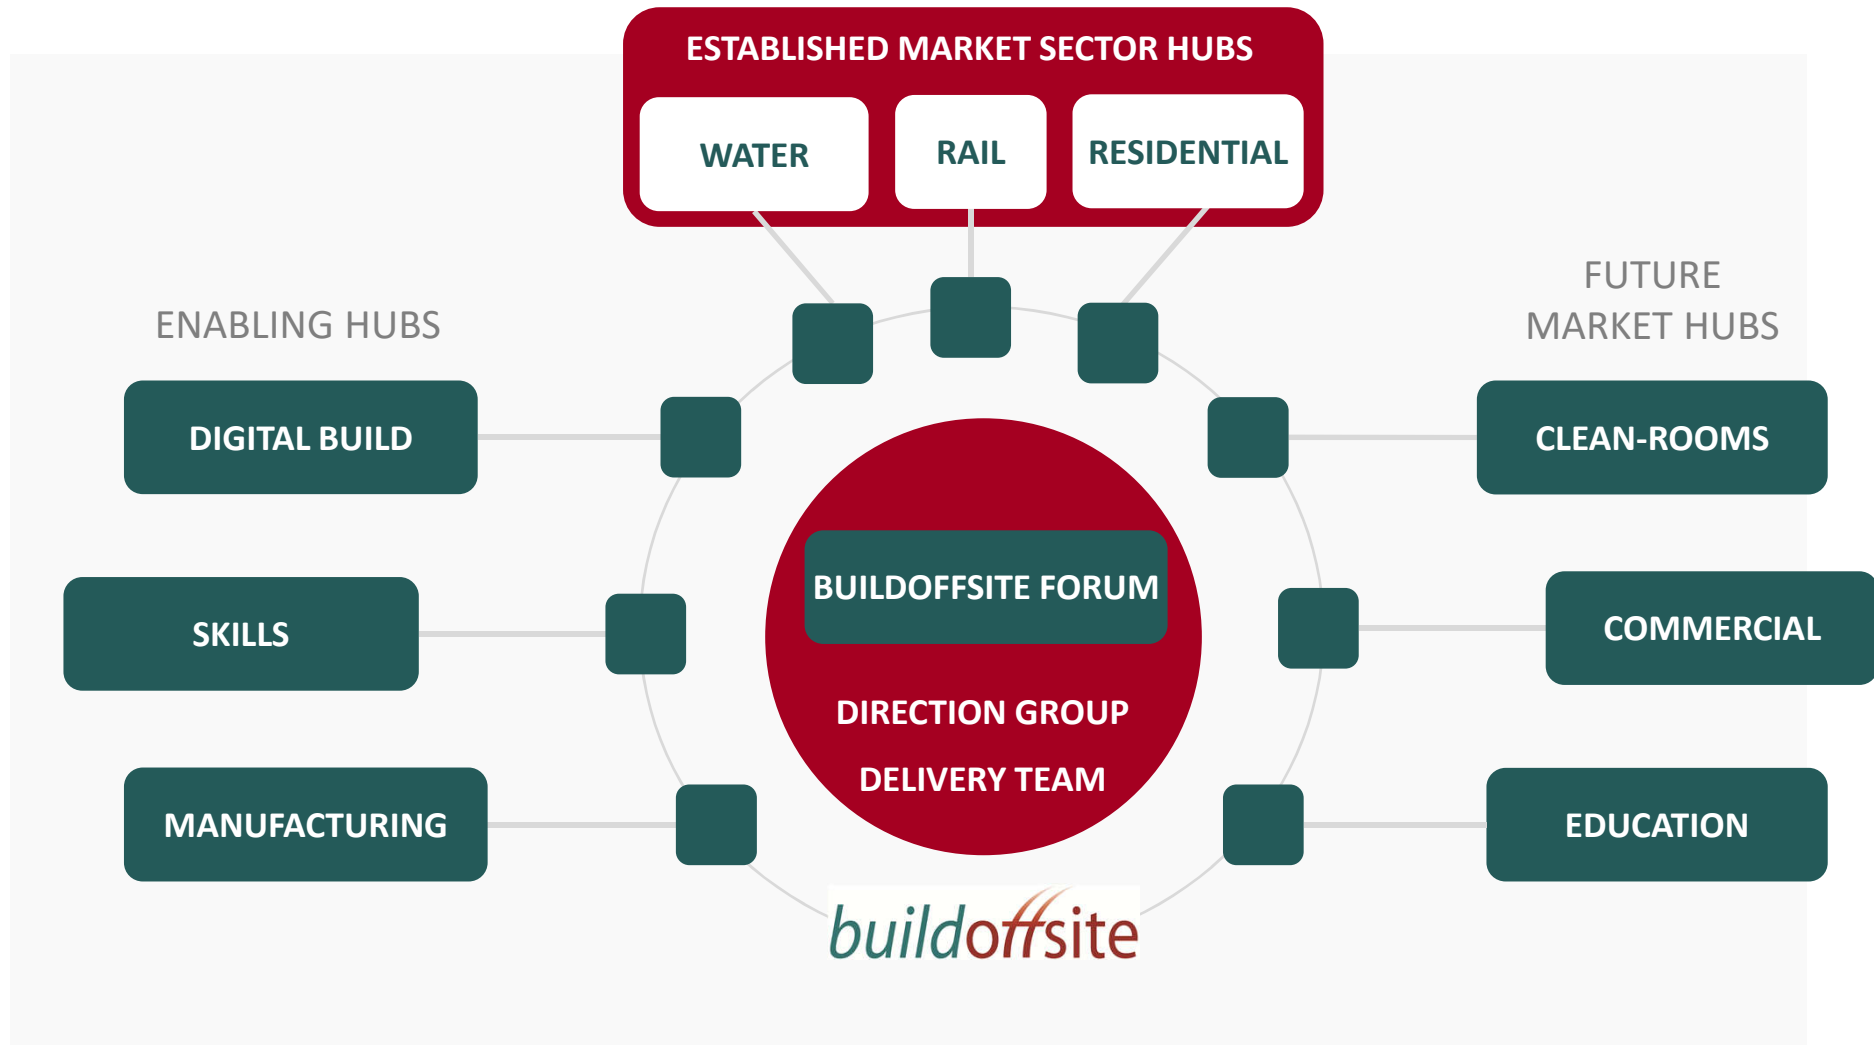 ESTABLISHED MARKET SECTOR HUBS
WATER
RAIL
RESIDENTIAL
ENABLING HUBS
DIGITAL BUILD
SKILLS
MANUFACTURING
FUTURE
MARKET HUBS
CLEAN-ROOMS
COMMERCIAL
EDUCATION
BUILDOFFSITE FORUM
DIRECTION GROUP
DELIVERY TEAM
buildoffsite